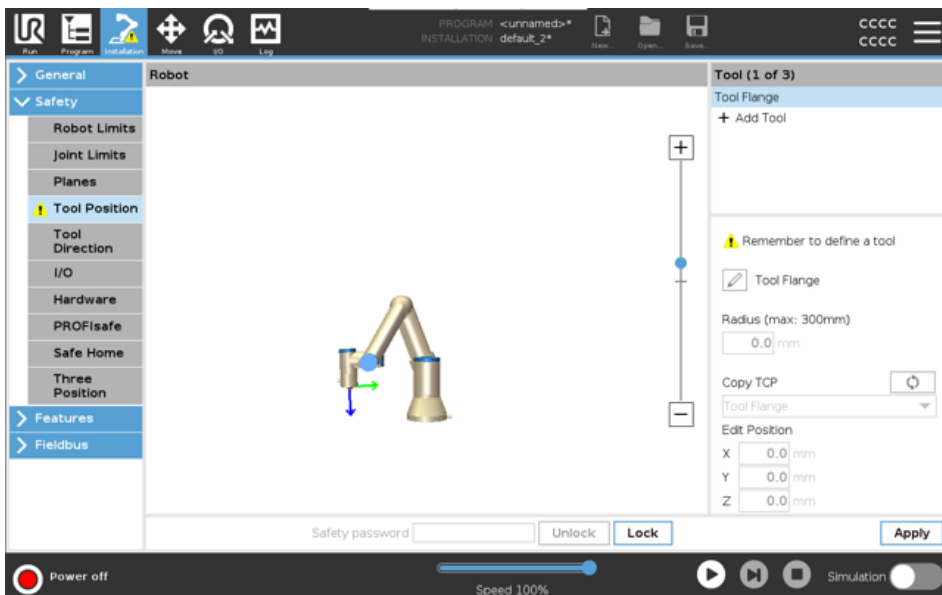 PROGRAM <unnamed>*
INSTALLATION default_2*
UR
Run
Program
Installation
Move
I/O
Log
New...
Open...
Save...
cccc
cccc
General
Safety
Robot Limits
Joint Limits
Planes
Tool Position
Tool
Direction
I/O
Hardware
PROFIsafe
Safe Home
Three
Position
Features
Fieldbus
Robot
+
−
Tool (1 of 3)
Tool Flange
+ Add Tool
Remember to define a tool
Tool Flange
Radius (max: 300mm)
0.0 mm
Copy TCP
Tool Flange
Edit Position
X 0.0 mm
Y 0.0 mm
Z 0.0 mm
Safety password
Unlock
Lock
Apply
Power off
Speed 100%
Simulation